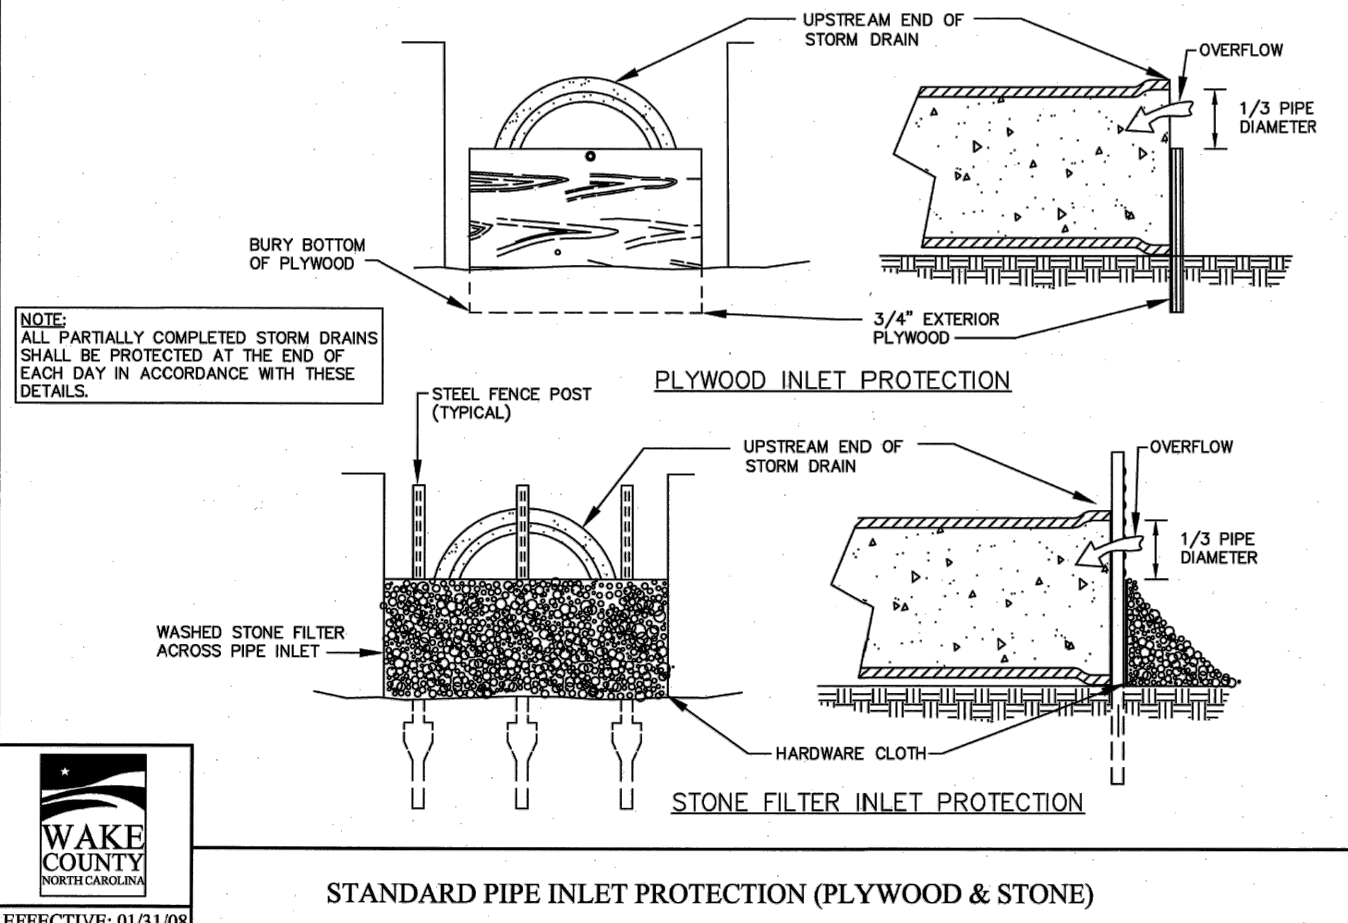 UPSTREAM END OF
STORM DRAIN
OVERFLOW
1/3 PIPE
DIAMETER
BURY BOTTOM
OF PLYWOOD
3/4" EXTERIOR
PLYWOOD
NOTE:
ALL PARTIALLY COMPLETED STORM DRAINS
SHALL BE PROTECTED AT THE END OF
EACH DAY IN ACCORDANCE WITH THESE
DETAILS.
PLYWOOD INLET PROTECTION
STEEL FENCE POST
(TYPICAL)
UPSTREAM END OF
STORM DRAIN
OVERFLOW
1/3 PIPE
DIAMETER
WASHED STONE FILTER
ACROSS PIPE INLET
HARDWARE CLOTH
STONE FILTER INLET PROTECTION
WAKE
COUNTY
NORTH CAROLINA
STANDARD PIPE INLET PROTECTION (PLYWOOD & STONE)
EFFECTIVE: 01/31/08